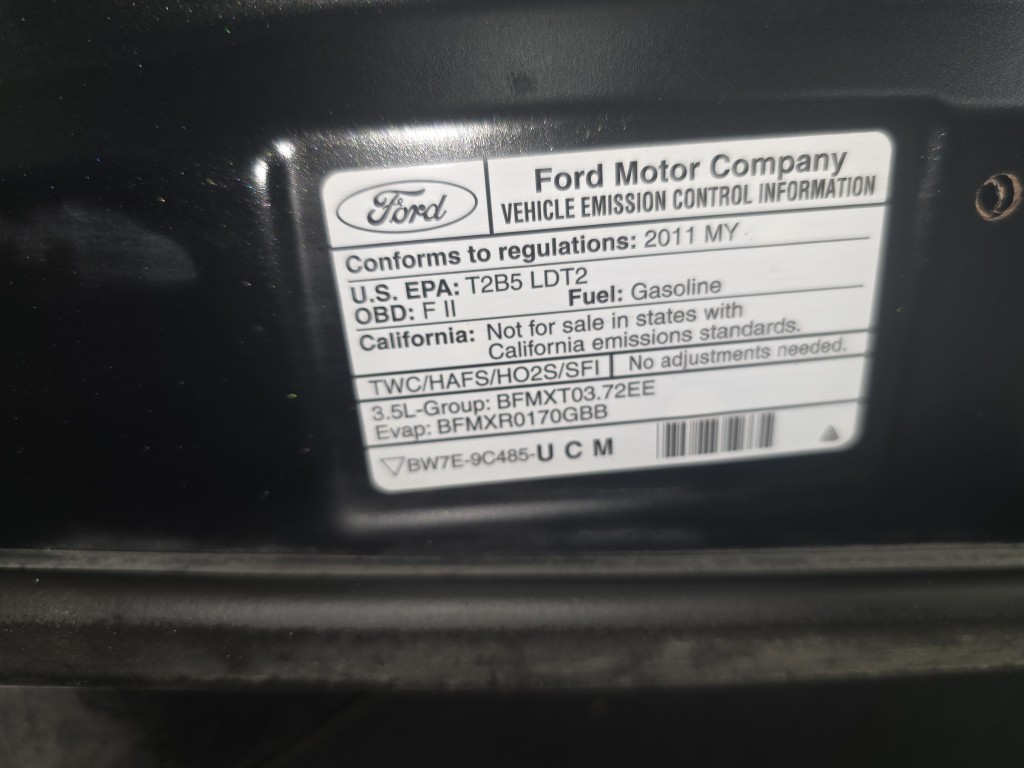 Ford
Ford Motor Company
VEHICLE EMISSION CONTROL INFORMATION
Conforms to regulations: 2011 MY
U.S. EPA: T2B5 LDT2
OBD: F II Fuel: Gasoline
California: Not for sale in states with
California emissions standards.
TWC/HAFS/HO2S/SFI No adjustments needed.
3.5L-Group: BFMXT03.72EE
Evap: BFMXR0170GBB
BW7E-9C485-U C M